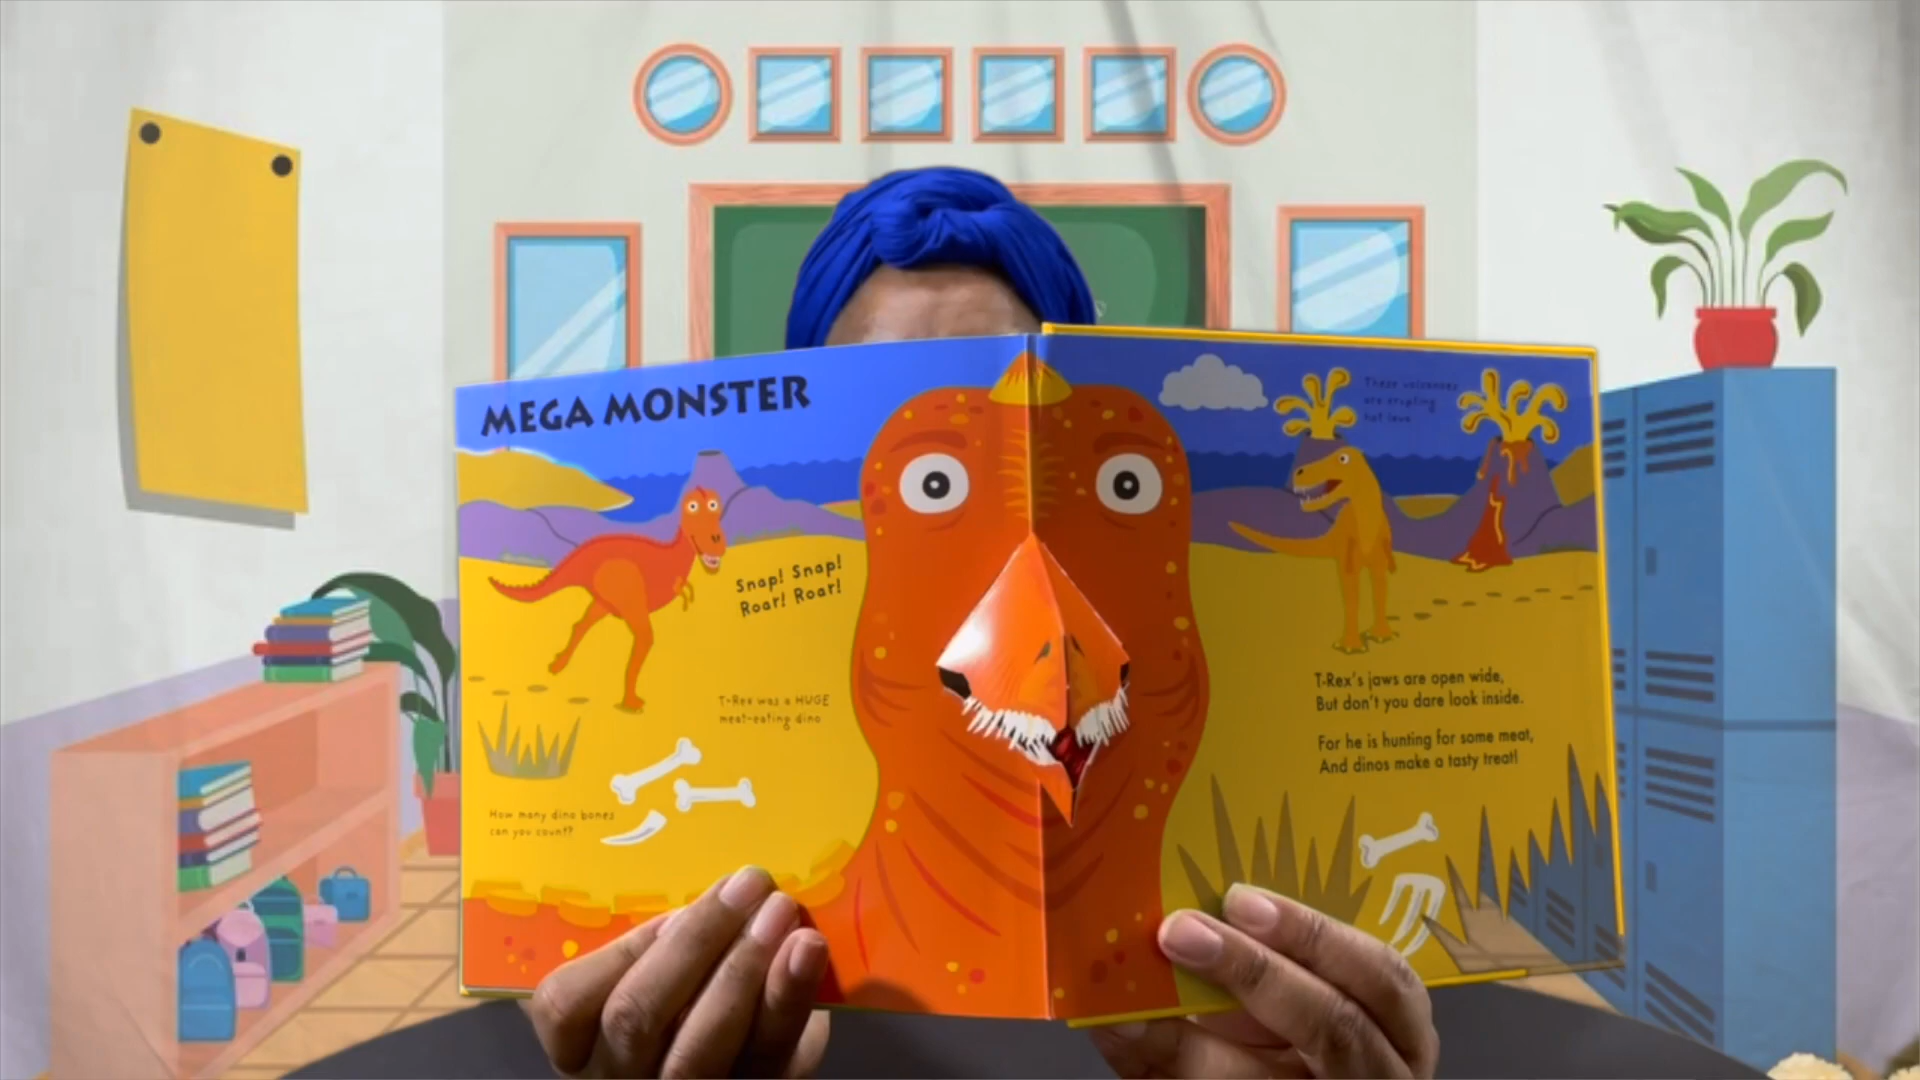 MEGA MONSTER
Snap! Snap!
Roar! Roar!
T-Rex was a HUGE
meat-eating dino
How many dino bones
can you count?
These volcanoes
are erupting
hot lava
T-Rex's jaws are open wide,
But don't you dare look inside.
For he is hunting for some meat,
And dinos make a tasty treat!